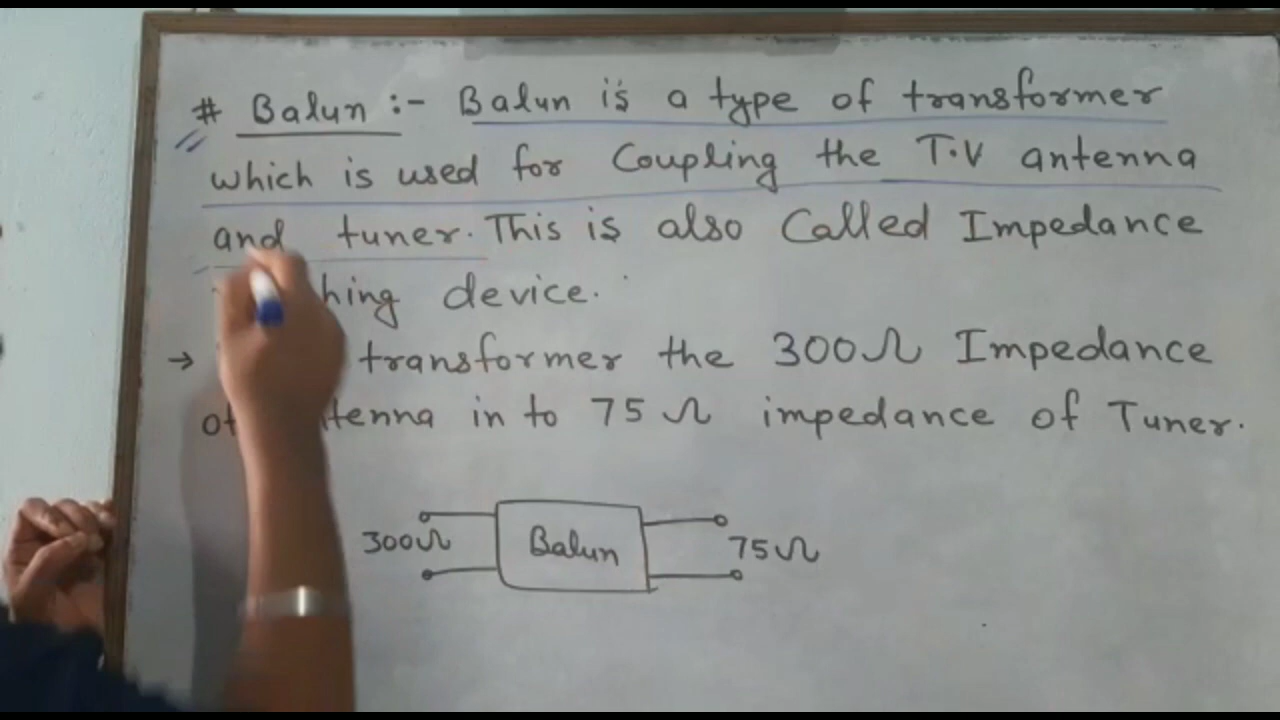 # Balun :- Balun is a type of transformer
which is used for Coupling the T.V antenna
and tuner. This is also Called Impedance
hing device.
→ transformer the 300Ω Impedance
tenna in to 75Ω impedance of Tuner.
300Ω Balun 75Ω